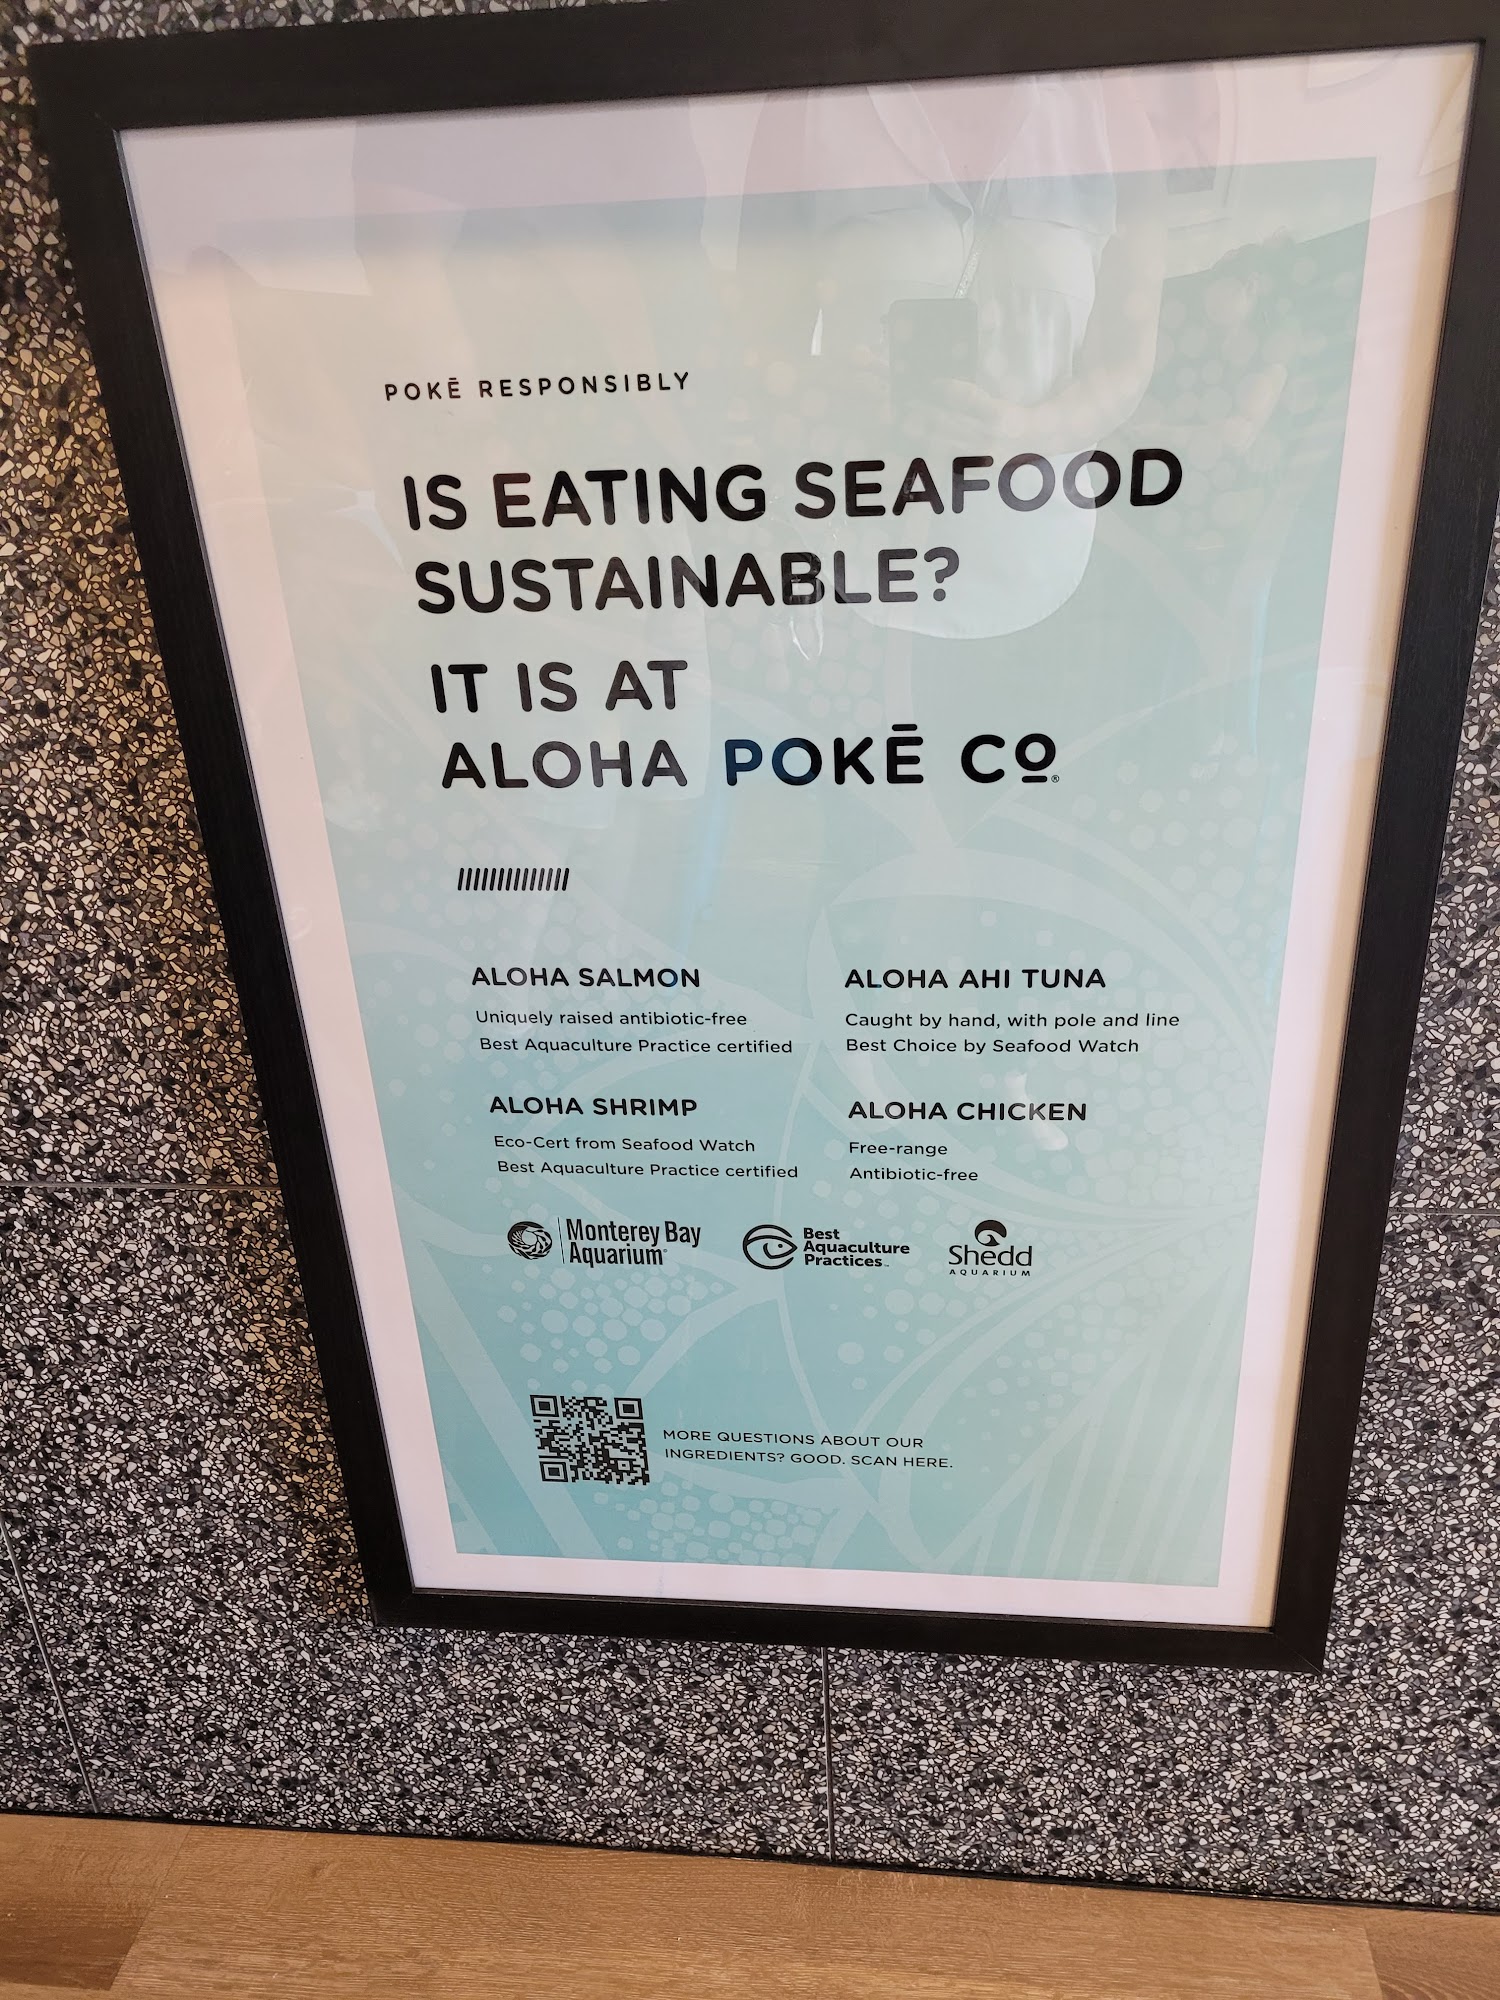 POKĒ RESPONSIBLY
IS EATING SEAFOOD
SUSTAINABLE?
IT IS AT
ALOHA POKĒ Co®
ALOHA SALMON
Uniquely raised antibiotic-free
Best Aquaculture Practice certified
ALOHA AHI TUNA
Caught by hand, with pole and line
Best Choice by Seafood Watch
ALOHA SHRIMP
Eco-Cert from Seafood Watch
Best Aquaculture Practice certified
ALOHA CHICKEN
Free-range
Antibiotic-free
Monterey Bay
Aquarium®
Best
Aquaculture
Practices™
Shedd
AQUARIUM
MORE QUESTIONS ABOUT OUR
INGREDIENTS? GOOD. SCAN HERE.